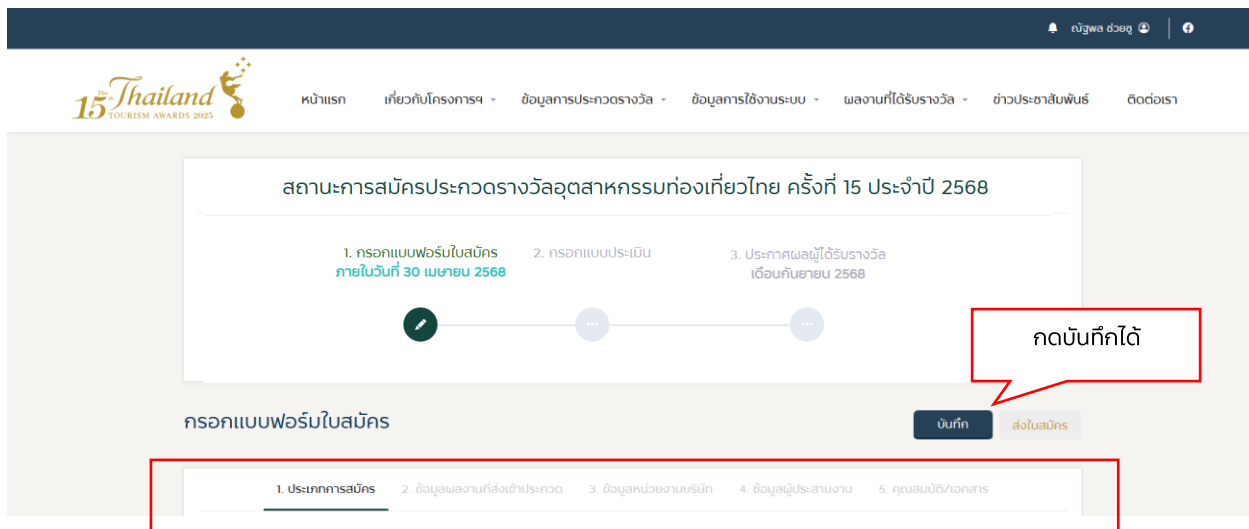 ณัฐพล ช่วยชู
The 15th Thailand
TOURISM AWARDS 2025
หน้าแรก เกี่ยวกับโครงการฯ ข้อมูลการประกวดรางวัล ข้อมูลการใช้งานระบบ ผลงานที่ได้รับรางวัล ข่าวประชาสัมพันธ์ ติดต่อเรา
สถานะการสมัครประกวดรางวัลอุตสาหกรรมท่องเที่ยวไทย ครั้งที่ 15 ประจำปี 2568
1. กรอกแบบฟอร์มใบสมัคร
ภายในวันที่ 30 เมษายน 2568
2. กรอกแบบประเมิน
3. ประกาศผลผู้ได้รับรางวัล
เดือนกันยายน 2568
กดบันทึกได้
กรอกแบบฟอร์มใบสมัคร
บันทึก
ส่งใบสมัคร
1. ประเภทการสมัคร 2. ข้อมูลผลงานที่ส่งเข้าประกวด 3. ข้อมูลหน่วยงานบริษัท 4. ข้อมูลผู้ประสานงาน 5. คุณสมบัติ/เอกสาร